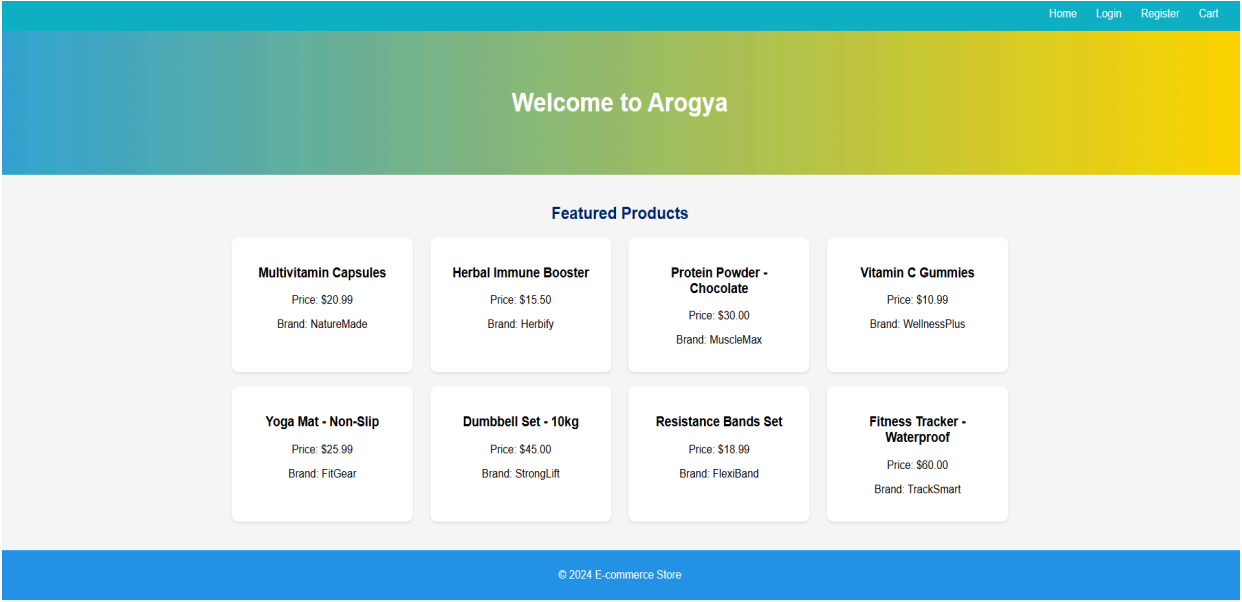 Home Login Register Cart
Welcome to Arogya
Featured Products
Multivitamin Capsules
Price: $20.99
Brand: NatureMade
Herbal Immune Booster
Price: $15.50
Brand: Herbify
Protein Powder -
Chocolate
Price: $30.00
Brand: MuscleMax
Vitamin C Gummies
Price: $10.99
Brand: WellnessPlus
Yoga Mat - Non-Slip
Price: $25.99
Brand: FitGear
Dumbbell Set - 10kg
Price: $45.00
Brand: StrongLift
Resistance Bands Set
Price: $18.99
Brand: FlexiBand
Fitness Tracker -
Waterproof
Price: $60.00
Brand: TrackSmart
© 2024 E-commerce Store